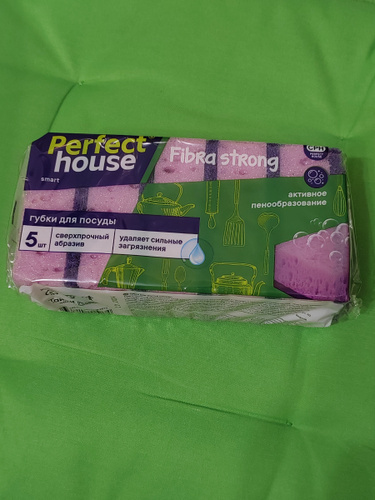 Perfect
house
smart
Fibra strong
активное
пенообразование
губки для посуды
5 шт
сверхпрочный
абразив
удаляет сильные
загрязнения